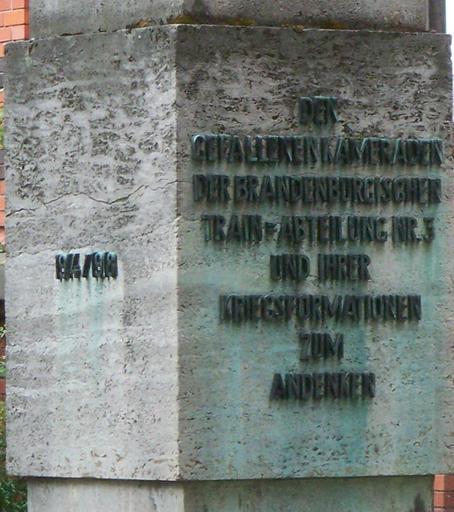 1914/1918
DEN
GEFALLENEN KAMERADEN
DER BRANDENBURGISCHEN
TRAIN-ABTEILUNG NR. 3
UND IHRER
KRIEGSFORMATIONEN
ZUM
ANDENKEN